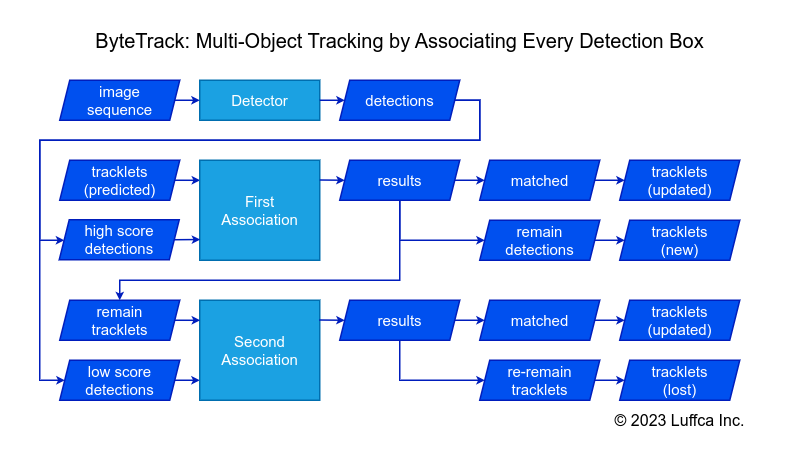 ByteTrack: Multi-Object Tracking by Associating Every Detection Box
image
sequence
Detector
detections
tracklets
(predicted)
high score
detections
First
Association
results
matched
tracklets
(updated)
remain
detections
tracklets
(new)
remain
tracklets
low score
detections
Second
Association
results
matched
tracklets
(updated)
re-remain
tracklets
tracklets
(lost)
© 2023 Luffca Inc.